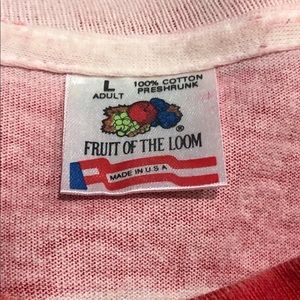 L 100% COTTON
ADULT PRESHRUNK
®
FRUIT OF THE LOOM
MADE IN U S A